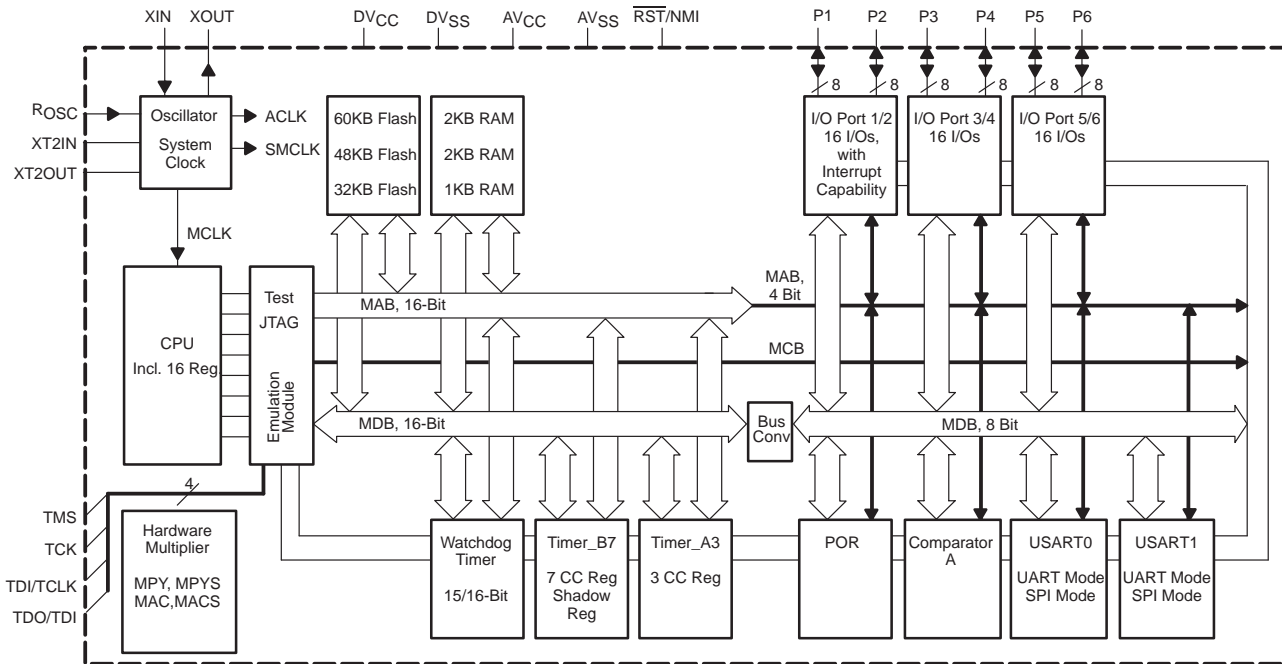 XIN XOUT DVCC DVSS AVCC AVSS RST/NMI P1 P2 P3 P4 P5 P6
8 8 8 8 8 8
ROSC
XT2IN
XT2OUT
Oscillator
System
Clock
ACLK
SMCLK
MCLK
60KB Flash
48KB Flash
32KB Flash
2KB RAM
2KB RAM
1KB RAM
I/O Port 1/2
16 I/Os,
with
Interrupt
Capability
I/O Port 3/4
16 I/Os
I/O Port 5/6
16 I/Os
CPU
Incl. 16 Reg.
Test
JTAG
Emulation
Module
MAB, 16-Bit
MAB,
4 Bit
MCB
MDB, 16-Bit
Bus
Conv
MDB, 8 Bit
4
TMS
TCK
TDI/TCLK
TDO/TDI
Hardware
Multiplier
MPY, MPYS
MAC,MACS
Watchdog
Timer
15/16-Bit
Timer_B7
7 CC Reg
Shadow
Reg
Timer_A3
3 CC Reg
POR
Comparator
A
USART0
UART Mode
SPI Mode
USART1
UART Mode
SPI Mode